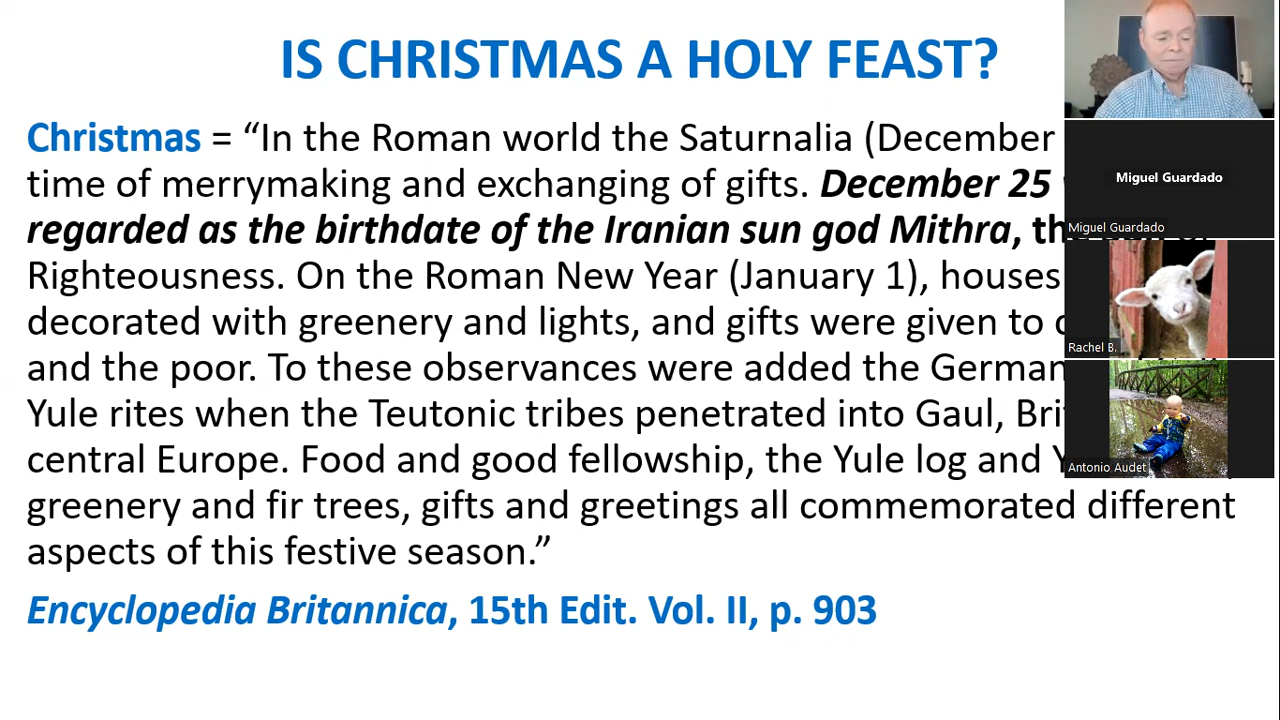 IS CHRISTMAS A HOLY FEAST?
Christmas = “In the Roman world the Saturnalia (December
time of merrymaking and exchanging of gifts. December 25
regarded as the birthdate of the Iranian sun god Mithra,
Righteousness. On the Roman New Year (January 1), houses
decorated with greenery and lights, and gifts were given to
and the poor. To these observances were added the German
Yule rites when the Teutonic tribes penetrated into Gaul,
central Europe. Food and good fellowship, the Yule log and
greenery and fir trees, gifts and greetings all commemorated different
aspects of this festive season.”
Encyclopedia Britannica, 15th Edit. Vol. II, p. 903
Miguel Guardado
Miguel Guardado
Rachel B.
Antonio Audet